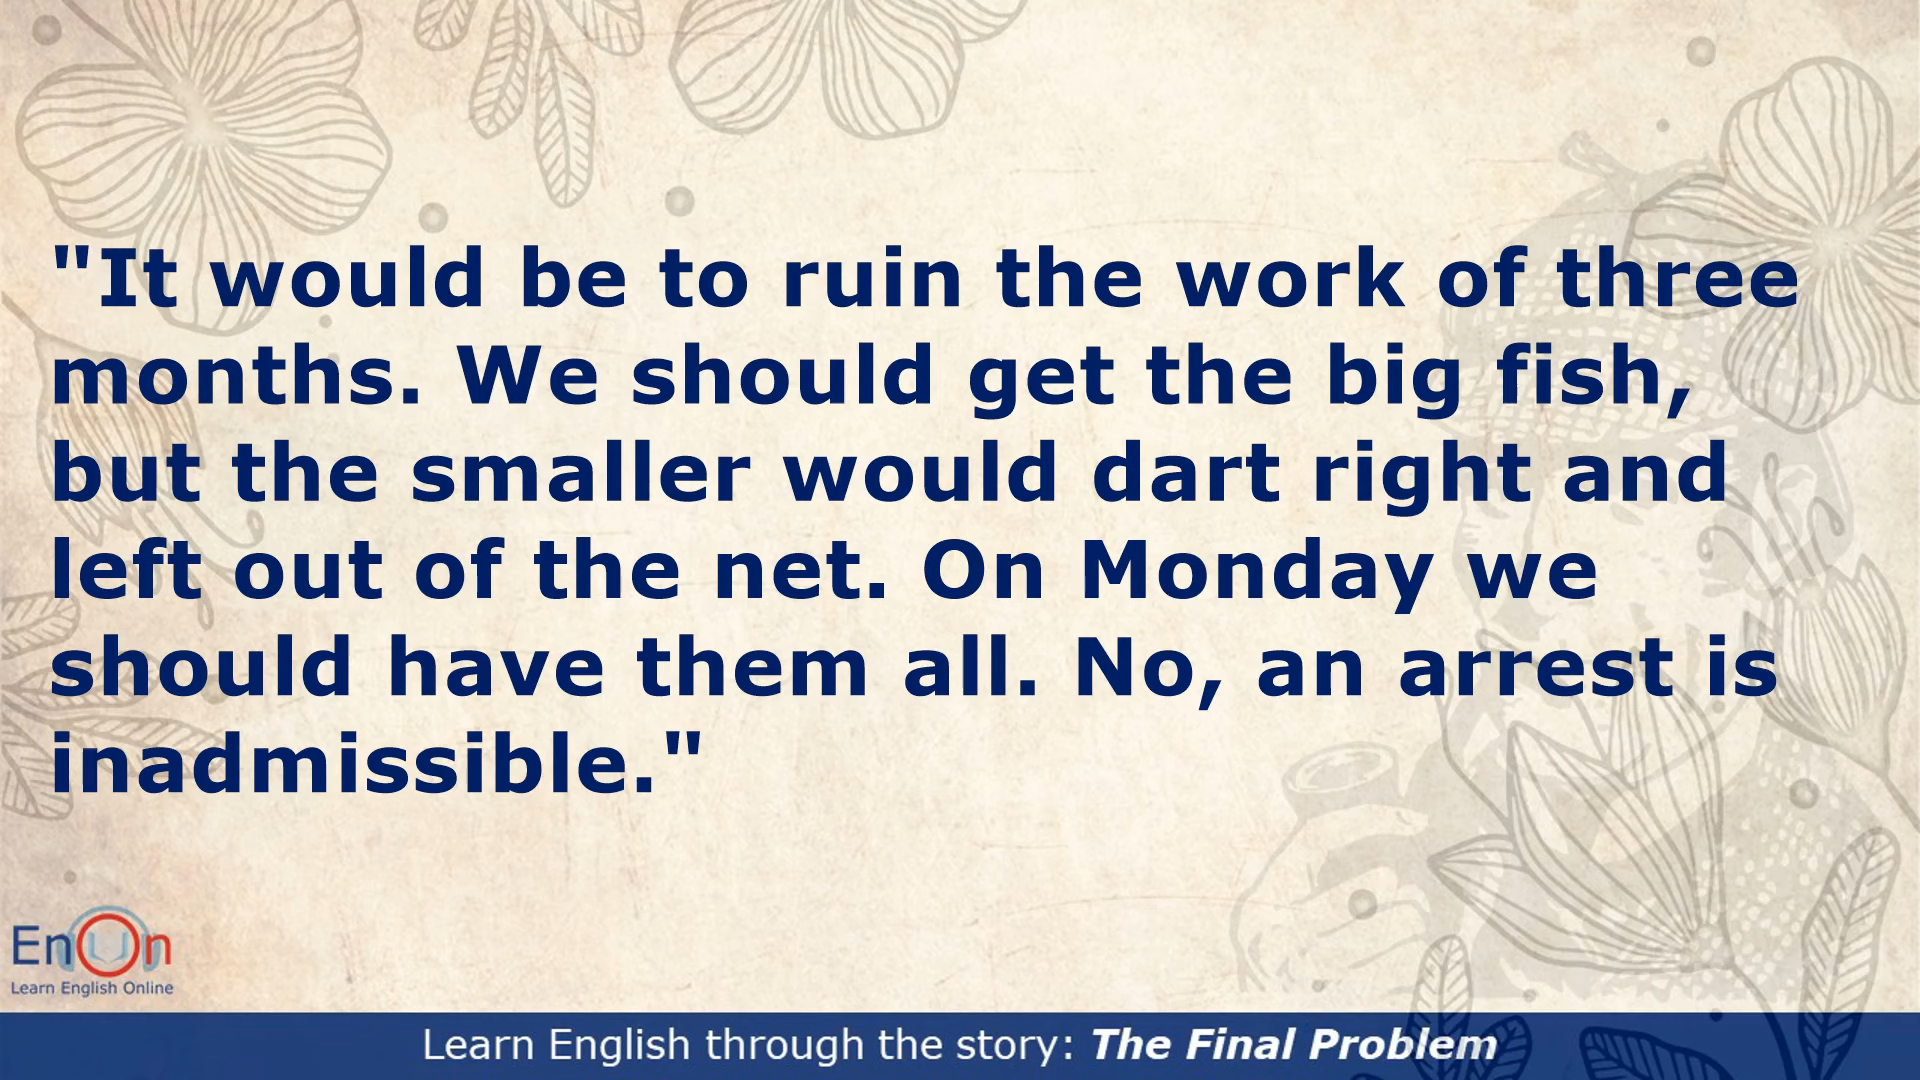 "It would be to ruin the work of three
months. We should get the big fish,
but the smaller would dart right and
left out of the net. On Monday we
should have them all. No, an arrest is
inadmissible."
EnOn
Learn English Online
Learn English through the story: The Final Problem